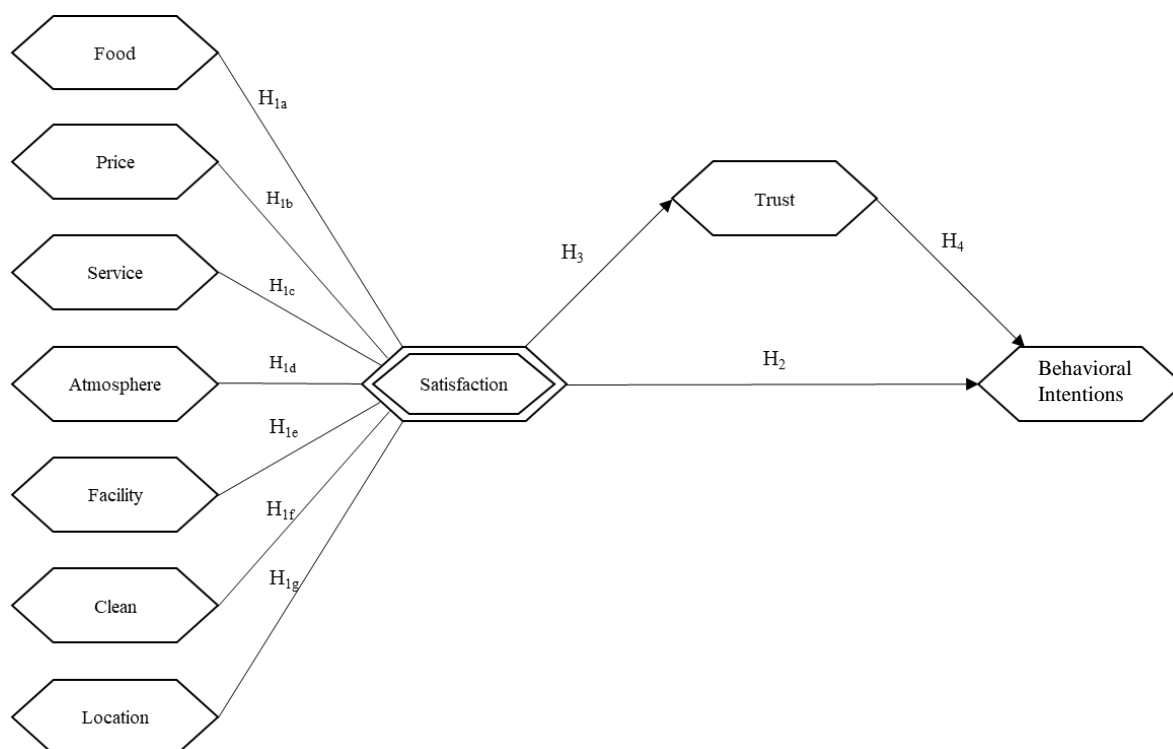 Food
H1a
Price
H1b
Trust
Service
H1c
H3
H4
Atmosphere
H1d
Satisfaction
H2
Behavioral
Intentions
H1e
Facility
H1f
Clean
H1g
Location